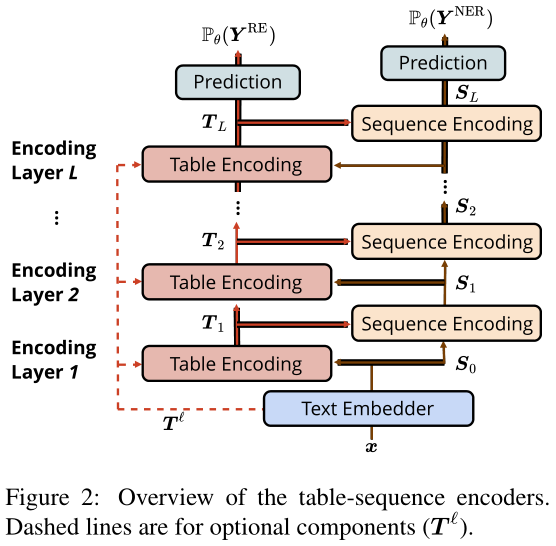 ℙ_θ(Y^RE)
ℙ_θ(Y^NER)
Prediction
Prediction
T_L
S_L
Sequence Encoding
Encoding
Layer L
Table Encoding
⋮
⋮
⋮
S_2
T_2
Sequence Encoding
Encoding
Layer 2
Table Encoding
S_1
T_1
Sequence Encoding
Encoding
Layer 1
Table Encoding
S_0
Text Embedder
T^ℓ
x
Figure 2: Overview of the table-sequence encoders.
Dashed lines are for optional components (T^ℓ).